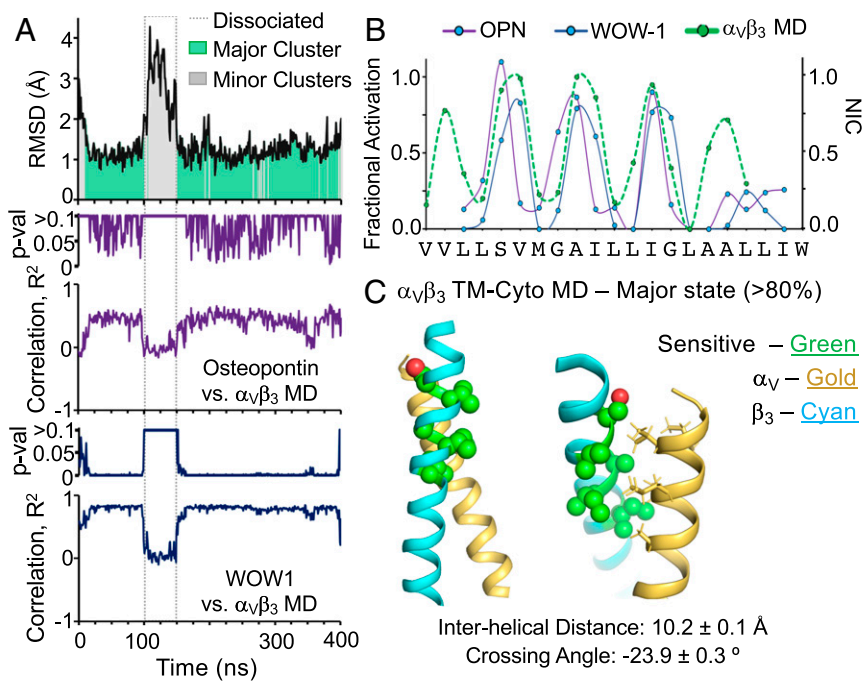 A
Dissociated
Major Cluster
Minor Clusters
RMSD (Å)
4
3
2
1
0
p-val
>0.1
0.05
0
Correlation, R²
1
0
-1
Osteopontin
vs. αVβ3 MD
p-val
>0.1
0.05
0
Correlation, R²
1
0
-1
WOW1
vs. αVβ3 MD
0 100 200 300 400
Time (ns)
B
OPN WOW-1 αVβ3 MD
Fractional Activation
1.0
0.5
0.0
NIC
1.0
0.5
0.0
V V L L S V M G A I L L I G L A A L L I W
C αVβ3 TM-Cyto MD – Major state (>80%)
Sensitive – Green
αV – Gold
β3 – Cyan
Inter-helical Distance: 10.2 ± 0.1 Å
Crossing Angle: -23.9 ± 0.3 º